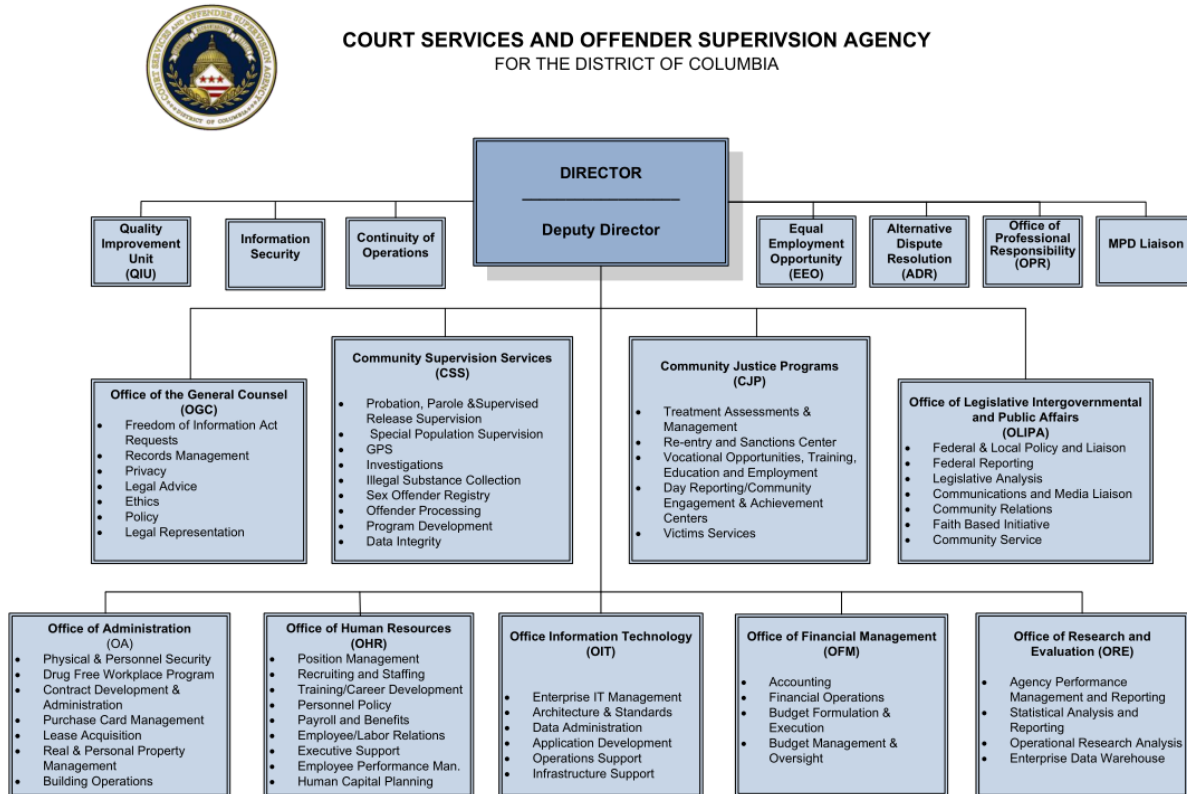 COURT SERVICES AND OFFENDER SUPERIVSION AGENCY
FOR THE DISTRICT OF COLUMBIA
COURT SERVICES AND OFFENDER SUPERVISION AGENCY
DISTRICT OF COLUMBIA
DIRECTOR
Deputy Director
Quality
Improvement
Unit
(QIU)
Information
Security
Continuity of
Operations
Equal
Employment
Opportunity
(EEO)
Alternative
Dispute
Resolution
(ADR)
Office of
Professional
Responsibility
(OPR)
MPD Liaison
Office of the General Counsel
(OGC)
• Freedom of Information Act
Requests
• Records Management
• Privacy
• Legal Advice
• Ethics
• Policy
• Legal Representation
Community Supervision Services
(CSS)
• Probation, Parole &Supervised
Release Supervision
• Special Population Supervision
• GPS
• Investigations
• Illegal Substance Collection
• Sex Offender Registry
• Offender Processing
• Program Development
• Data Integrity
Community Justice Programs
(CJP)
• Treatment Assessments &
Management
• Re-entry and Sanctions Center
• Vocational Opportunities, Training,
Education and Employment
• Day Reporting/Community
Engagement & Achievement
Centers
• Victims Services
Office of Legislative Intergovernmental
and Public Affairs
(OLIPA)
• Federal & Local Policy and Liaison
• Federal Reporting
• Legislative Analysis
• Communications and Media Liaison
• Community Relations
• Faith Based Initiative
• Community Service
Office of Administration
(OA)
• Physical & Personnel Security
• Drug Free Workplace Program
• Contract Development &
Administration
• Purchase Card Management
• Lease Acquisition
• Real & Personal Property
Management
• Building Operations
Office of Human Resources
(OHR)
• Position Management
• Recruiting and Staffing
• Training/Career Development
• Personnel Policy
• Payroll and Benefits
• Employee/Labor Relations
• Executive Support
• Employee Performance Man.
• Human Capital Planning
Office Information Technology
(OIT)
• Enterprise IT Management
• Architecture & Standards
• Data Administration
• Application Development
• Operations Support
• Infrastructure Support
Office of Financial Management
(OFM)
• Accounting
• Financial Operations
• Budget Formulation &
Execution
• Budget Management &
Oversight
Office of Research and
Evaluation (ORE)
• Agency Performance
Management and Reporting
• Statistical Analysis and
Reporting
• Operational Research Analysis
• Enterprise Data Warehouse